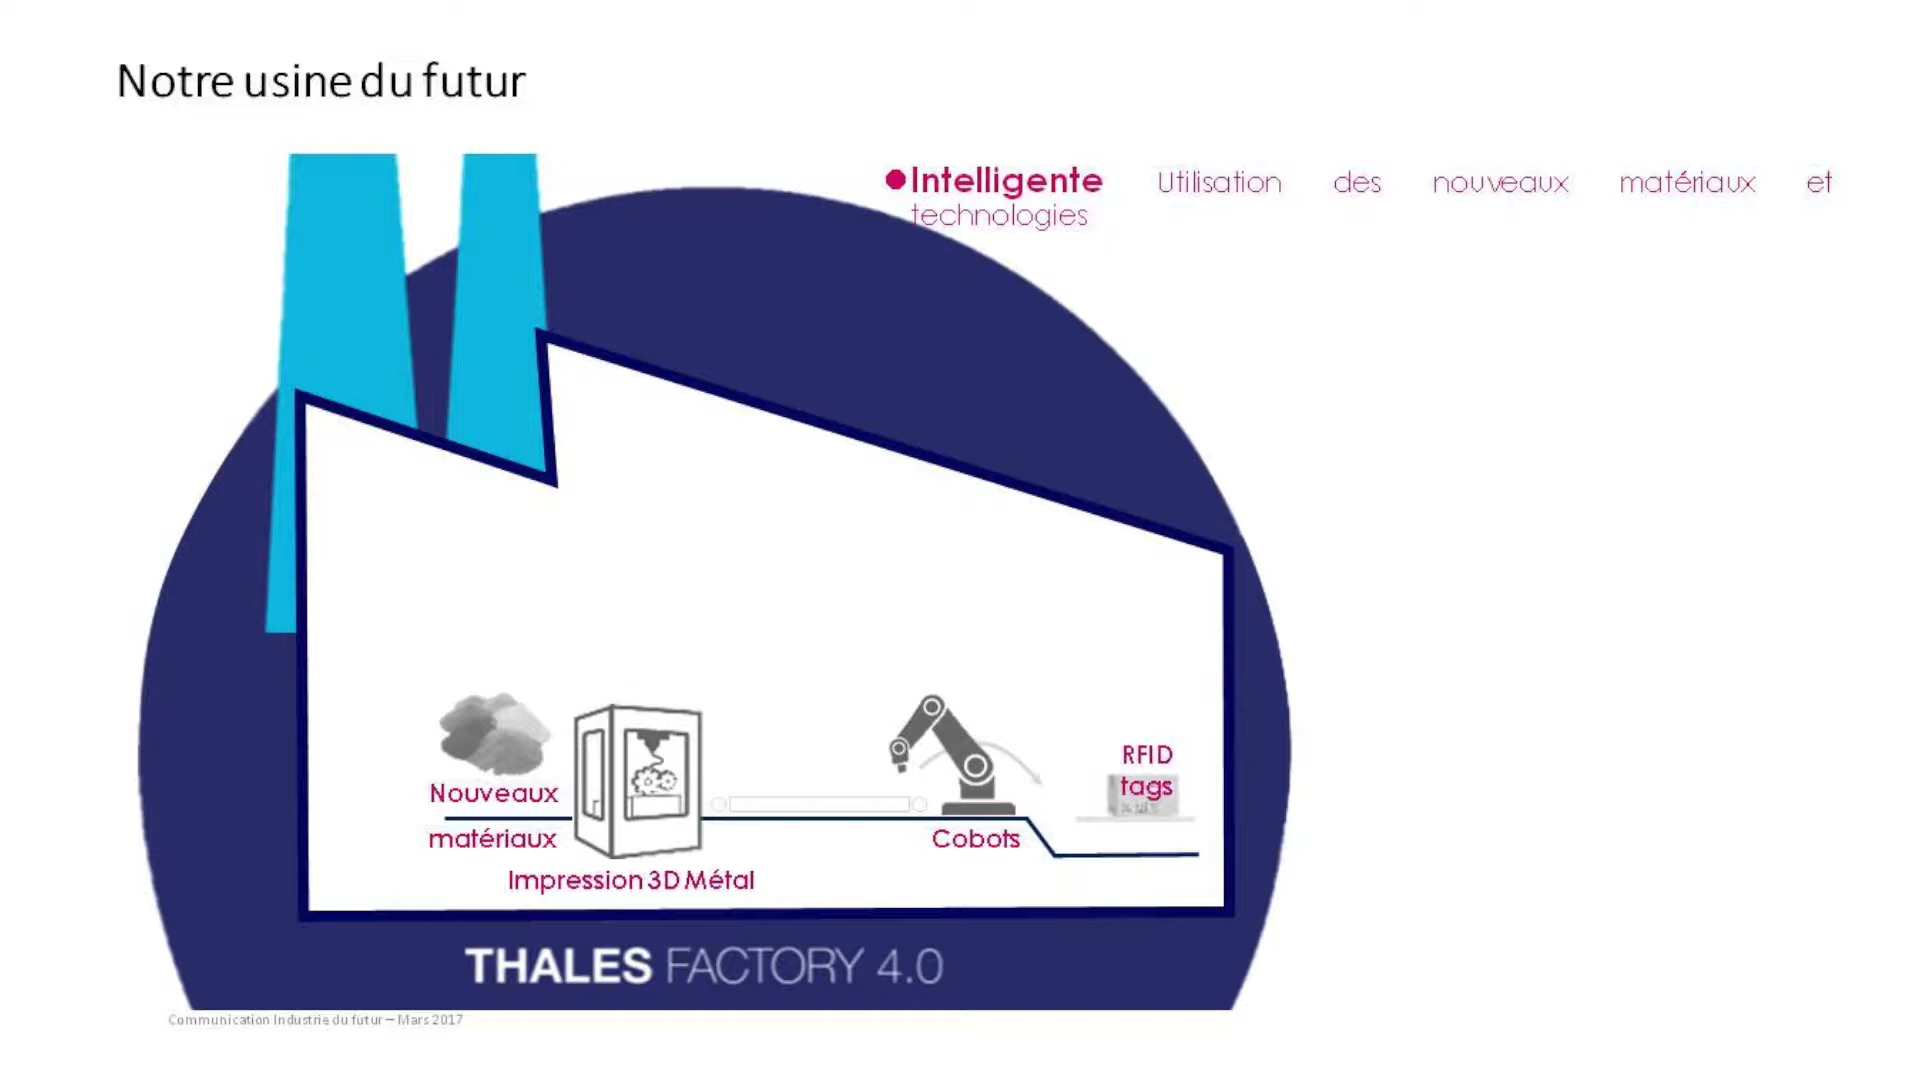 Notre usine du futur
Intelligente Utilisation des nouveaux matériaux et
technologies
Nouveaux
matériaux
Impression 3D Métal
Cobots
RFID
tags
THALES FACTORY 4.0
Communication Industrie du futur – Mars 2017